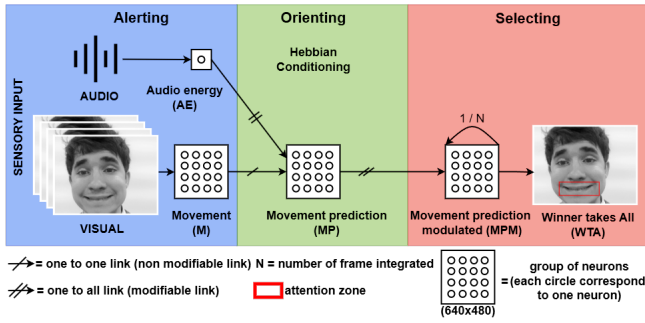 Alerting
Orienting
Selecting
SENSORY INPUT
AUDIO
Audio energy
(AE)
Hebbian
Conditioning
1 / N
VISUAL
Movement
(M)
Movement prediction
(MP)
Movement prediction
modulated (MPM)
Winner takes All
(WTA)
= one to one link (non modifiable link)
N = number of frame integrated
= one to all link (modifiable link)
attention zone
(640x480)
group of neurons
= (each circle correspond
to one neuron)